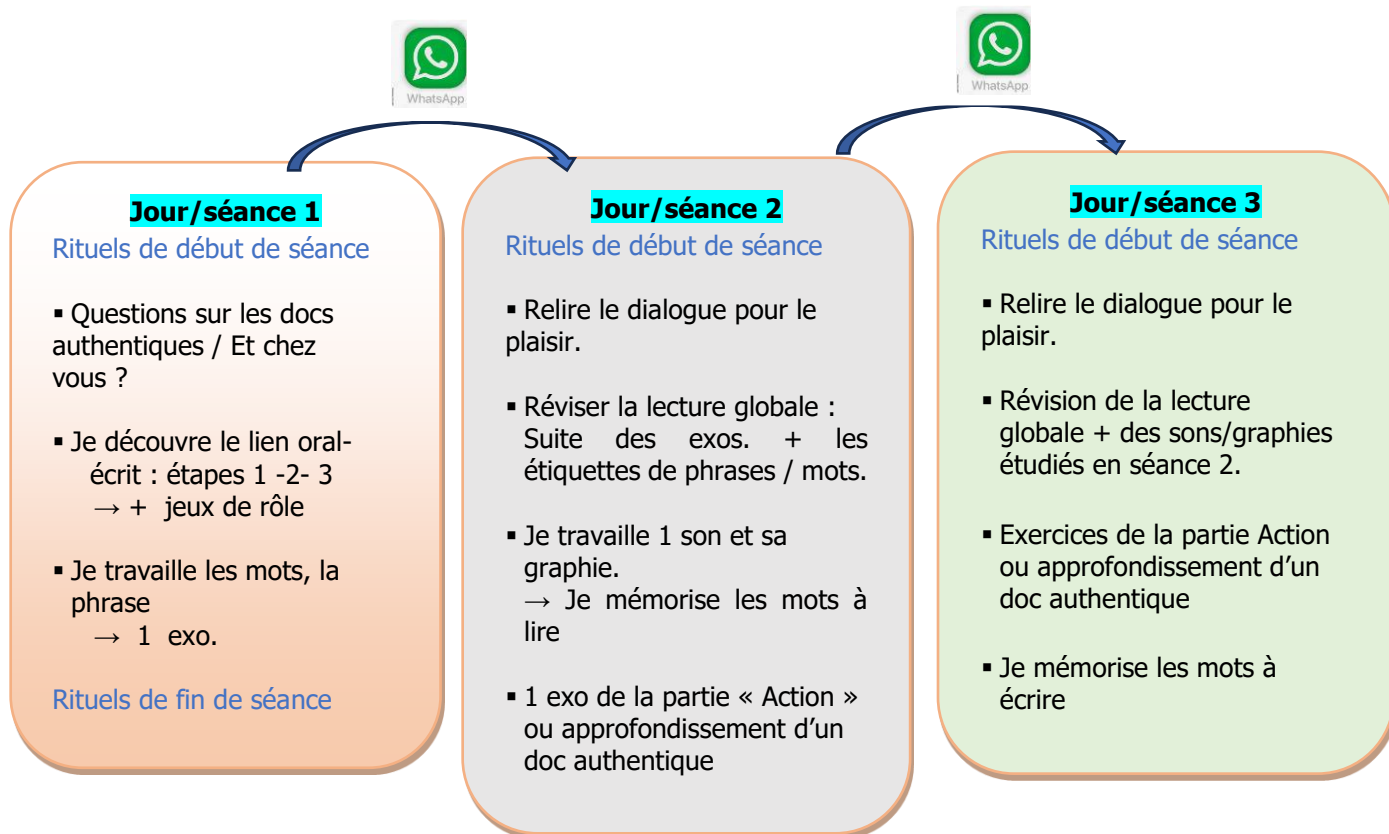 WhatsApp
WhatsApp
Jour/séance 1
Rituels de début de séance
▪ Questions sur les docs
authentiques / Et chez
vous ?
▪ Je découvre le lien oral-
écrit : étapes 1 -2- 3
→ + jeux de rôle
▪ Je travaille les mots, la
phrase
→ 1 exo.
Rituels de fin de séance
Jour/séance 2
Rituels de début de séance
▪ Relire le dialogue pour le
plaisir.
▪ Réviser la lecture globale :
Suite des exos. + les
étiquettes de phrases / mots.
▪ Je travaille 1 son et sa
graphie.
→ Je mémorise les mots à
lire
▪ 1 exo de la partie « Action »
ou approfondissement d’un
doc authentique
Jour/séance 3
Rituels de début de séance
▪ Relire le dialogue pour le
plaisir.
▪ Révision de la lecture
globale + des sons/graphies
étudiés en séance 2.
▪ Exercices de la partie Action
ou approfondissement d’un
doc authentique
▪ Je mémorise les mots à
écrire